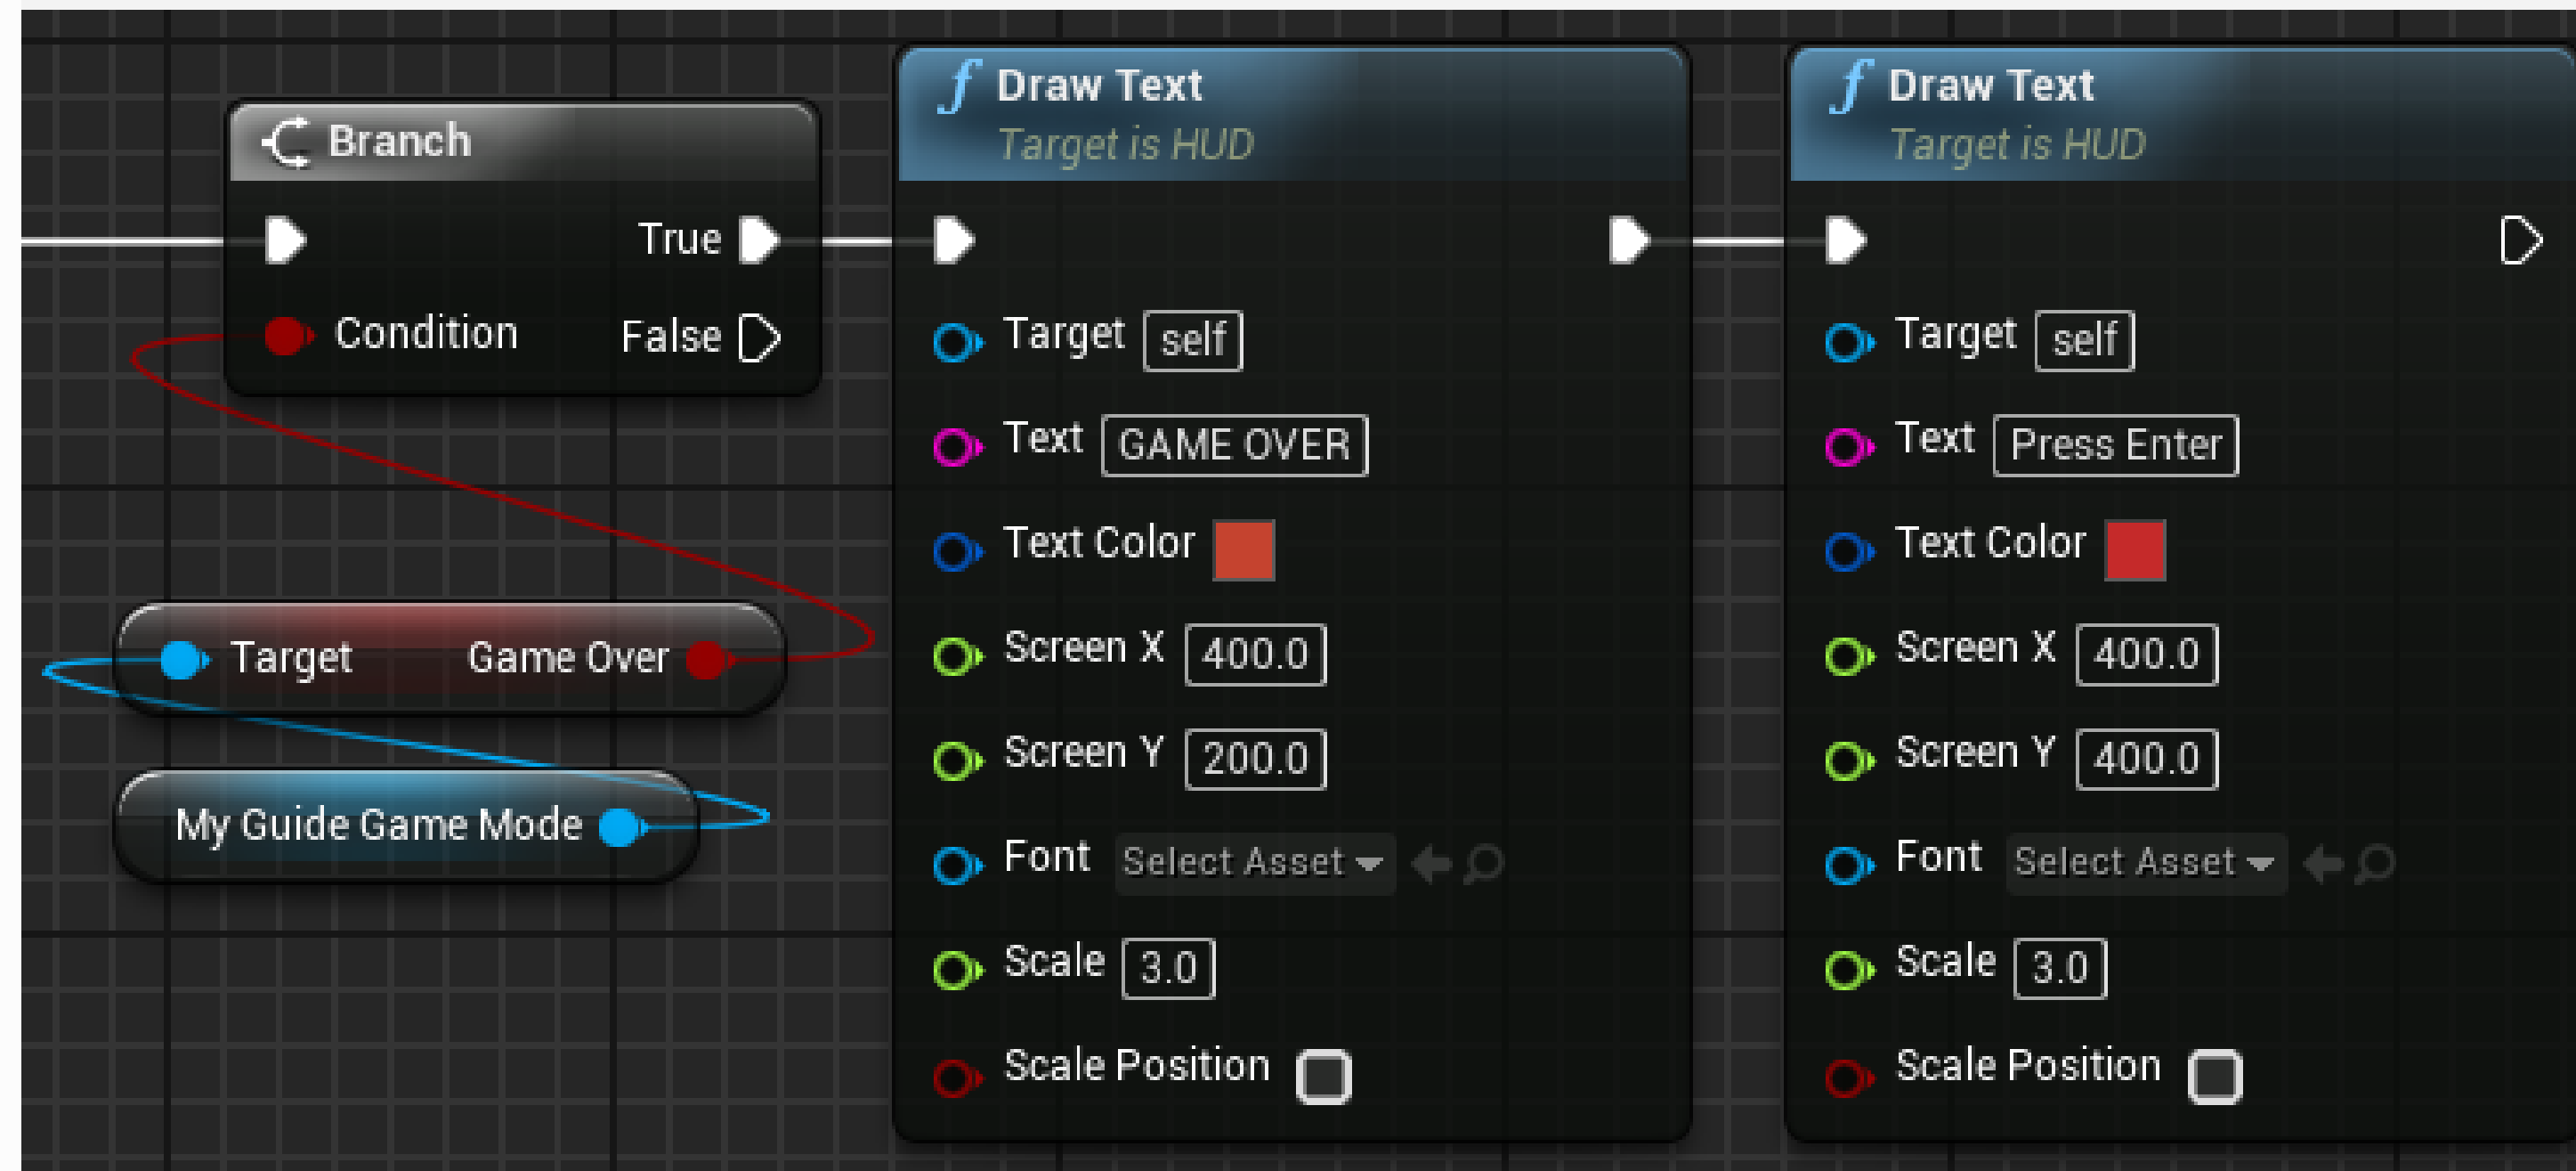 Branch
True
Condition
False
Target
Game Over
My Guide Game Mode
Draw Text
Target is HUD
Target self
Text GAME OVER
Text Color
Screen X 400.0
Screen Y 200.0
Font Select Asset
Scale 3.0
Scale Position
Draw Text
Target is HUD
Target self
Text Press Enter
Text Color
Screen X 400.0
Screen Y 400.0
Font Select Asset
Scale 3.0
Scale Position